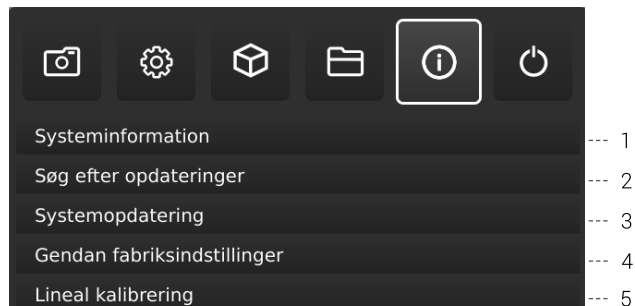 Systeminformation --- 1
Søg efter opdateringer --- 2
Systemopdatering --- 3
Gendan fabriksindstillinger --- 4
Lineal kalibrering --- 5